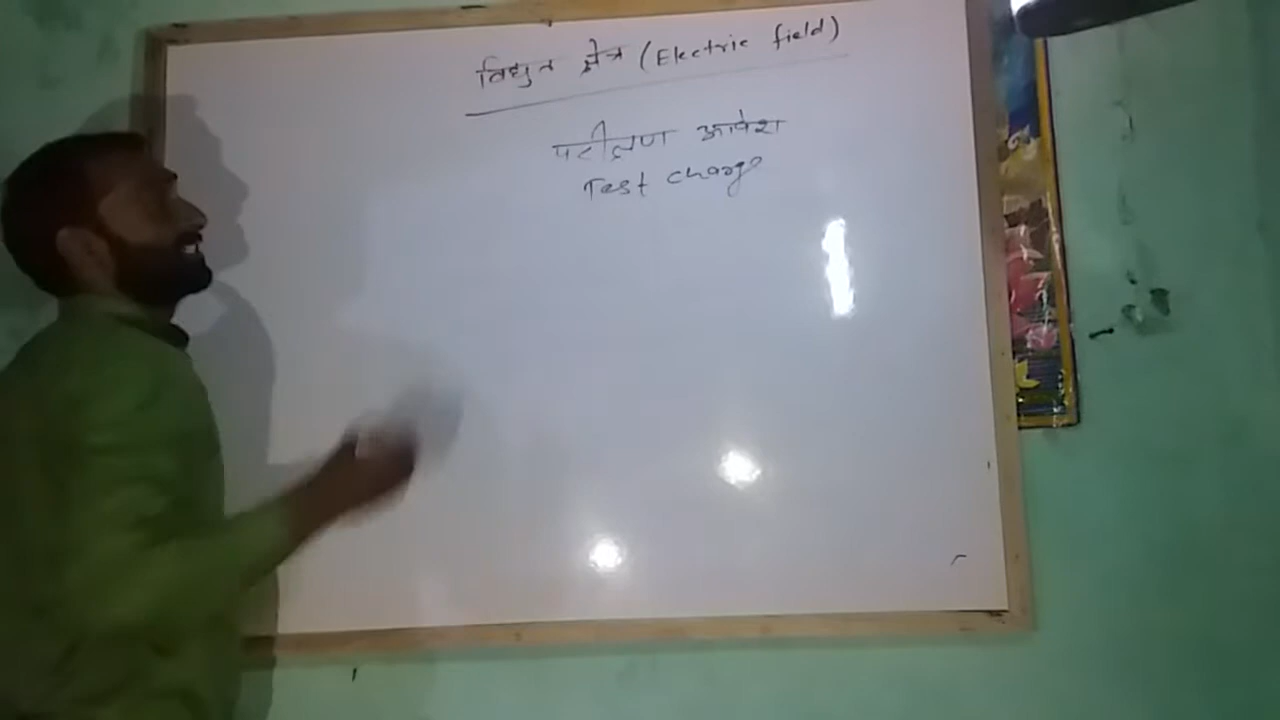 विद्युत क्षेत्र (Electric field)
परीक्षण आवेश
Test charge